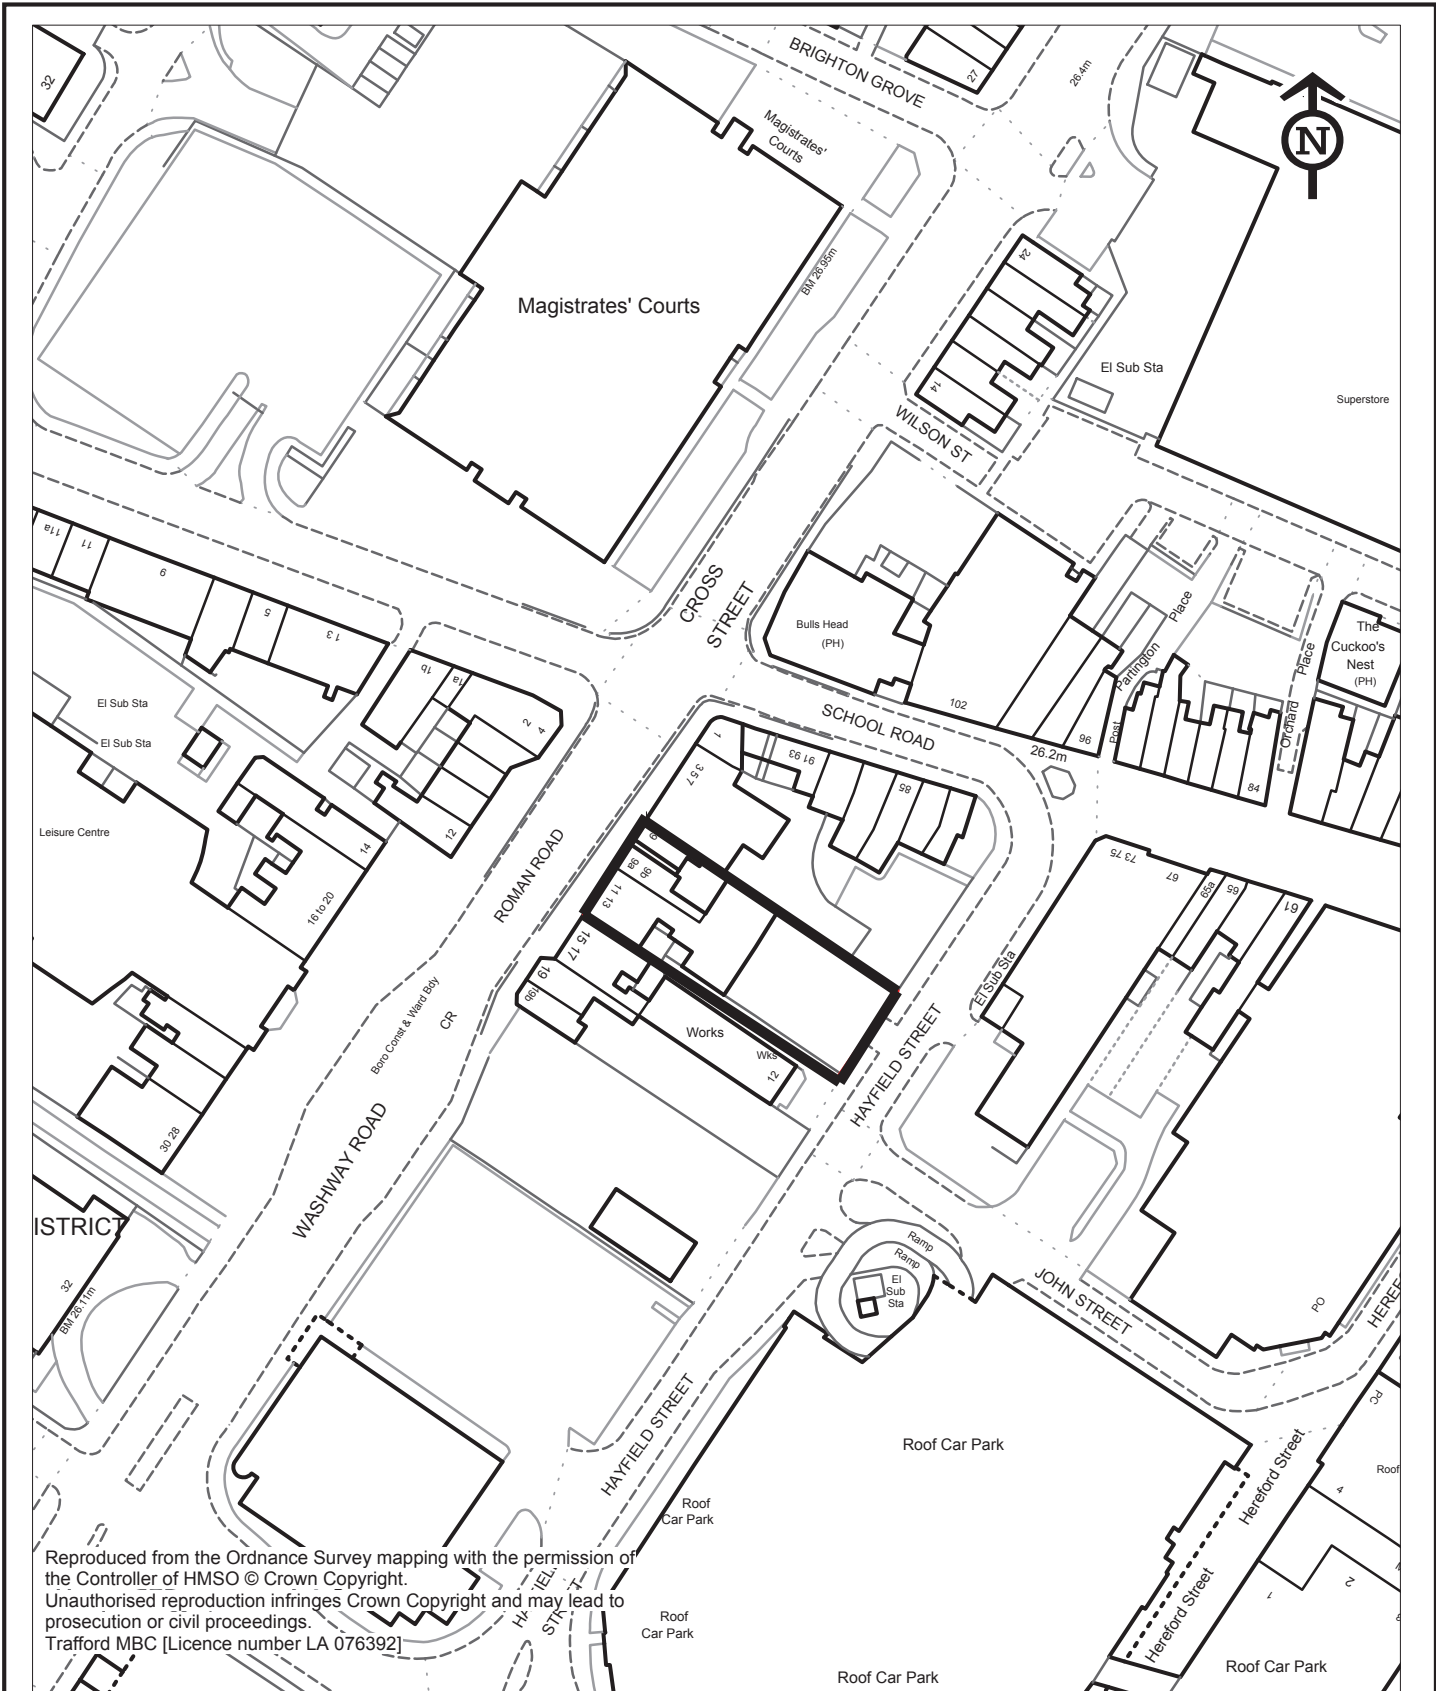 BRIGHTON GROVE
27
26.4m
32
N
Magistrates'
Courts
Magistrates' Courts
BM 26.95m
24
14
El Sub Sta
Superstore
WILSON ST
11a
11
9
5
1 3
CROSS
STREET
Bulls Head
(PH)
102
96
Post
Partington
Place
Orchard
Place
84
The
Cuckoo's
Nest
(PH)
SCHOOL ROAD
26.2m
1b
1a
2
4
12
El Sub Sta
El Sub Sta
Leisure Centre
14
16 to 20
1
3 5 7
91 93
85
73 75
67
65a
65
61
ROMAN ROAD
9
9a
9b
11 13
15 17
19
19b
Works
Wks
12
El Sub Sta
HAYFIELD STREET
Boro Const & Ward Bdy
CR
30 28
WASHWAY ROAD
ISTRICT
32
BM 26.11m
Ramp
Ramp
El
Sub
Sta
JOHN STREET
PO
HEREF
PC
HAYFIELD STREET
Roof Car Park
Hereford Street
Roof
4
Roof
Car Park
Reproduced from the Ordnance Survey mapping with the permission of
the Controller of HMSO © Crown Copyright.
Unauthorised reproduction infringes Crown Copyright and may lead to
prosecution or civil proceedings.
Trafford MBC [Licence number LA 076392]
Roof
Car Park
Hereford Street
1
2
Roof Car Park
Roof Car Park